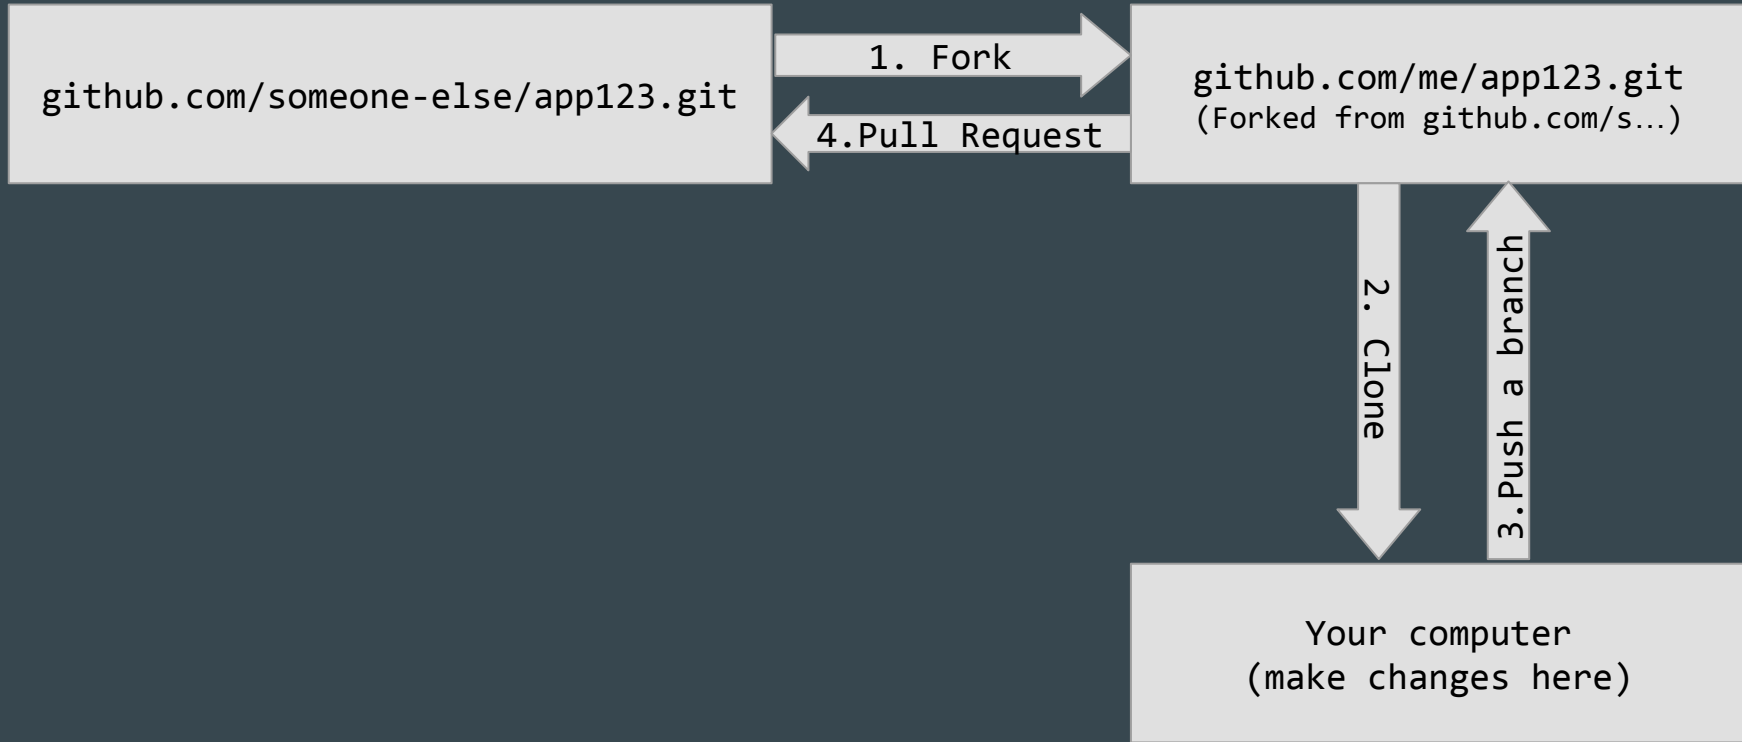 github.com/someone-else/app123.git
1. Fork
4.Pull Request
github.com/me/app123.git
(Forked from github.com/s…)
2. Clone
3.Push a branch
Your computer
(make changes here)